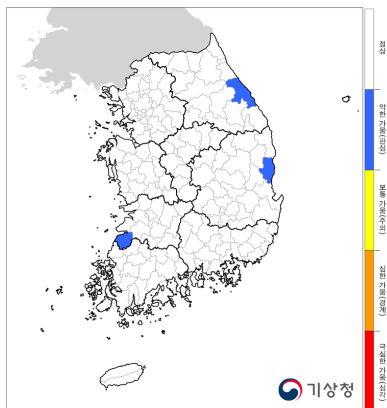 정상
약한 가뭄(관심)
보통 가뭄(주의)
심한 가뭄(경계)
극심한 가뭄(심각)
기상청